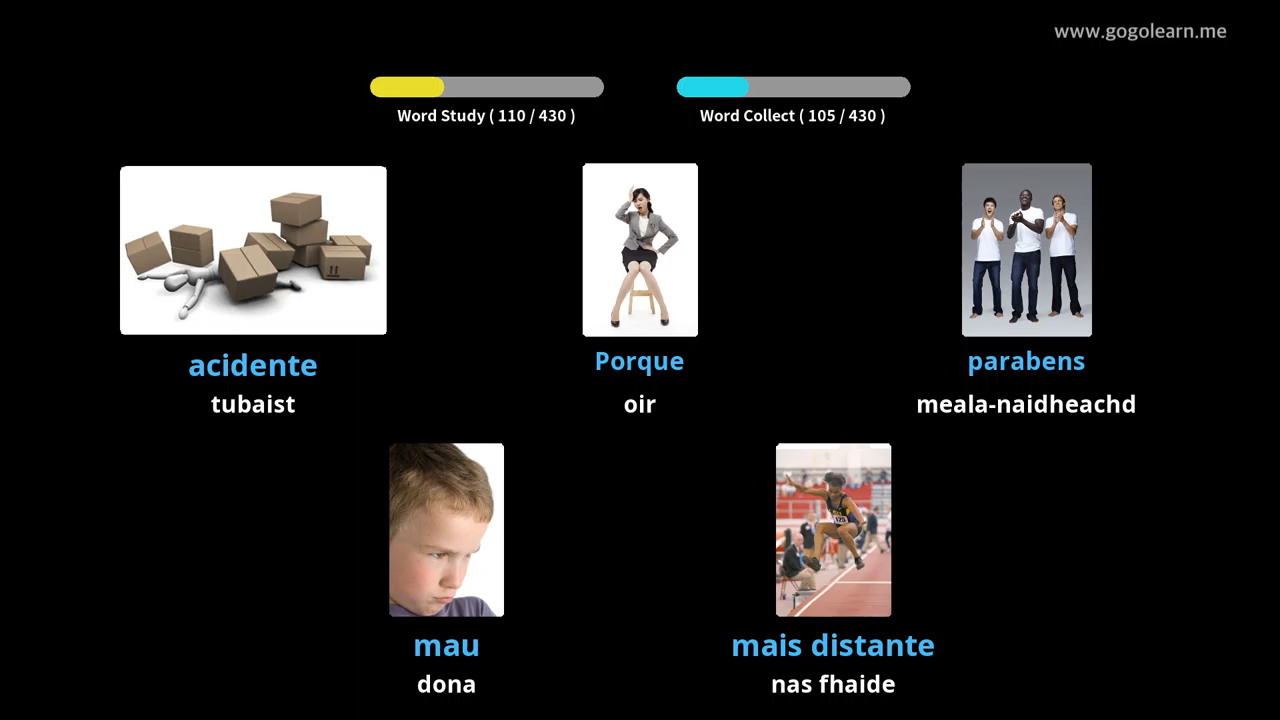 www.gogolearn.me
Word Study ( 110 / 430 )
Word Collect ( 105 / 430 )
acidente
tubaist
Porque
oir
parabens
meala-naidheachd
mau
dona
mais distante
nas fhaide